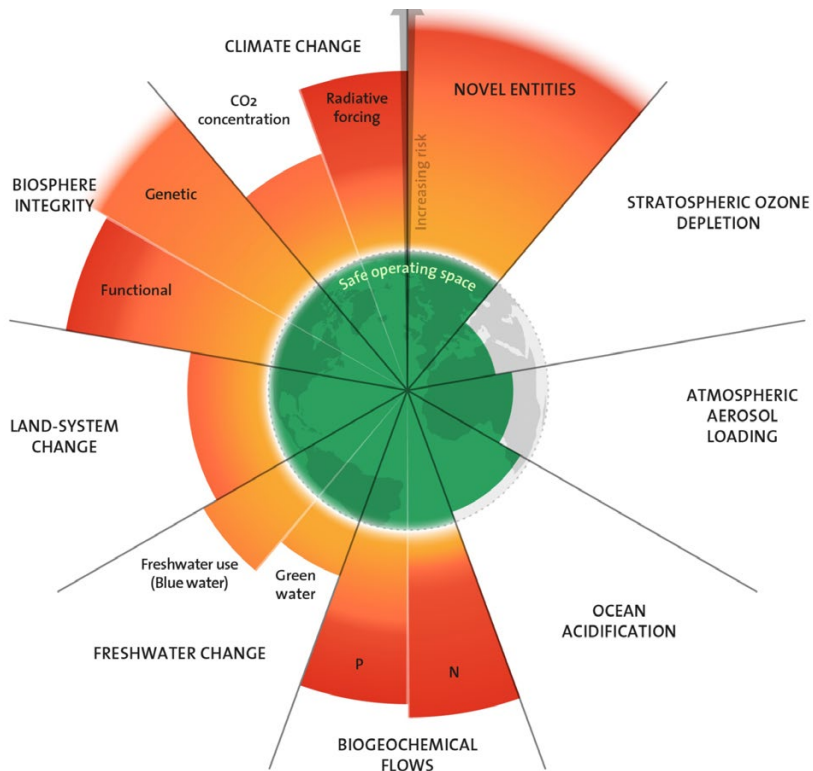 CLIMATE CHANGE
CO2
concentration
Radiative
forcing
NOVEL ENTITIES
Increasing risk
STRATOSPHERIC OZONE
DEPLETION
BIOSPHERE
INTEGRITY
Genetic
Functional
Safe operating space
ATMOSPHERIC
AEROSOL
LOADING
LAND-SYSTEM
CHANGE
Freshwater use
(Blue water)
Green
water
FRESHWATER CHANGE
OCEAN
ACIDIFICATION
P
N
BIOGEOCHEMICAL
FLOWS